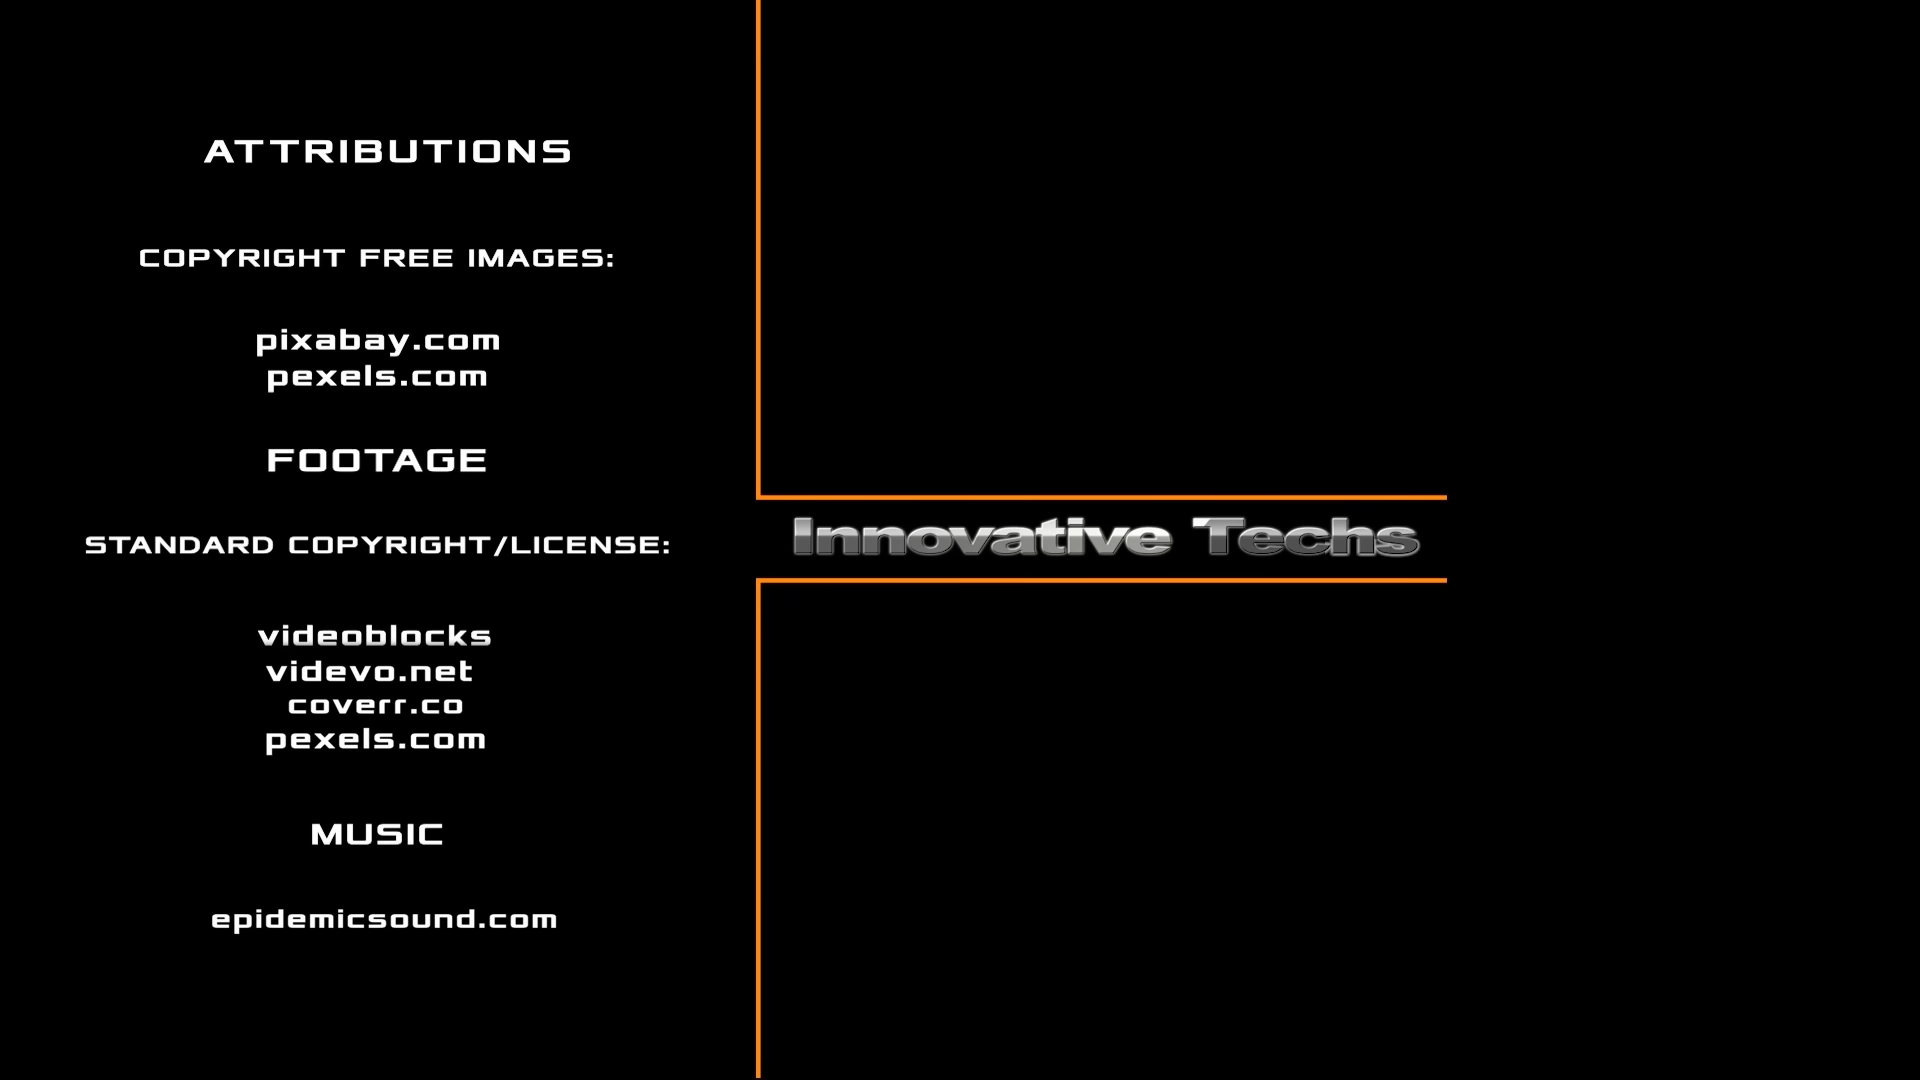 ATTRIBUTIONS
COPYRIGHT FREE IMAGES:
pixabay.com
pexels.com
FOOTAGE
STANDARD COPYRIGHT/LICENSE:
videoblocks
videvo.net
coverr.co
pexels.com
MUSIC
epidemicsound.com
Innovative Techs